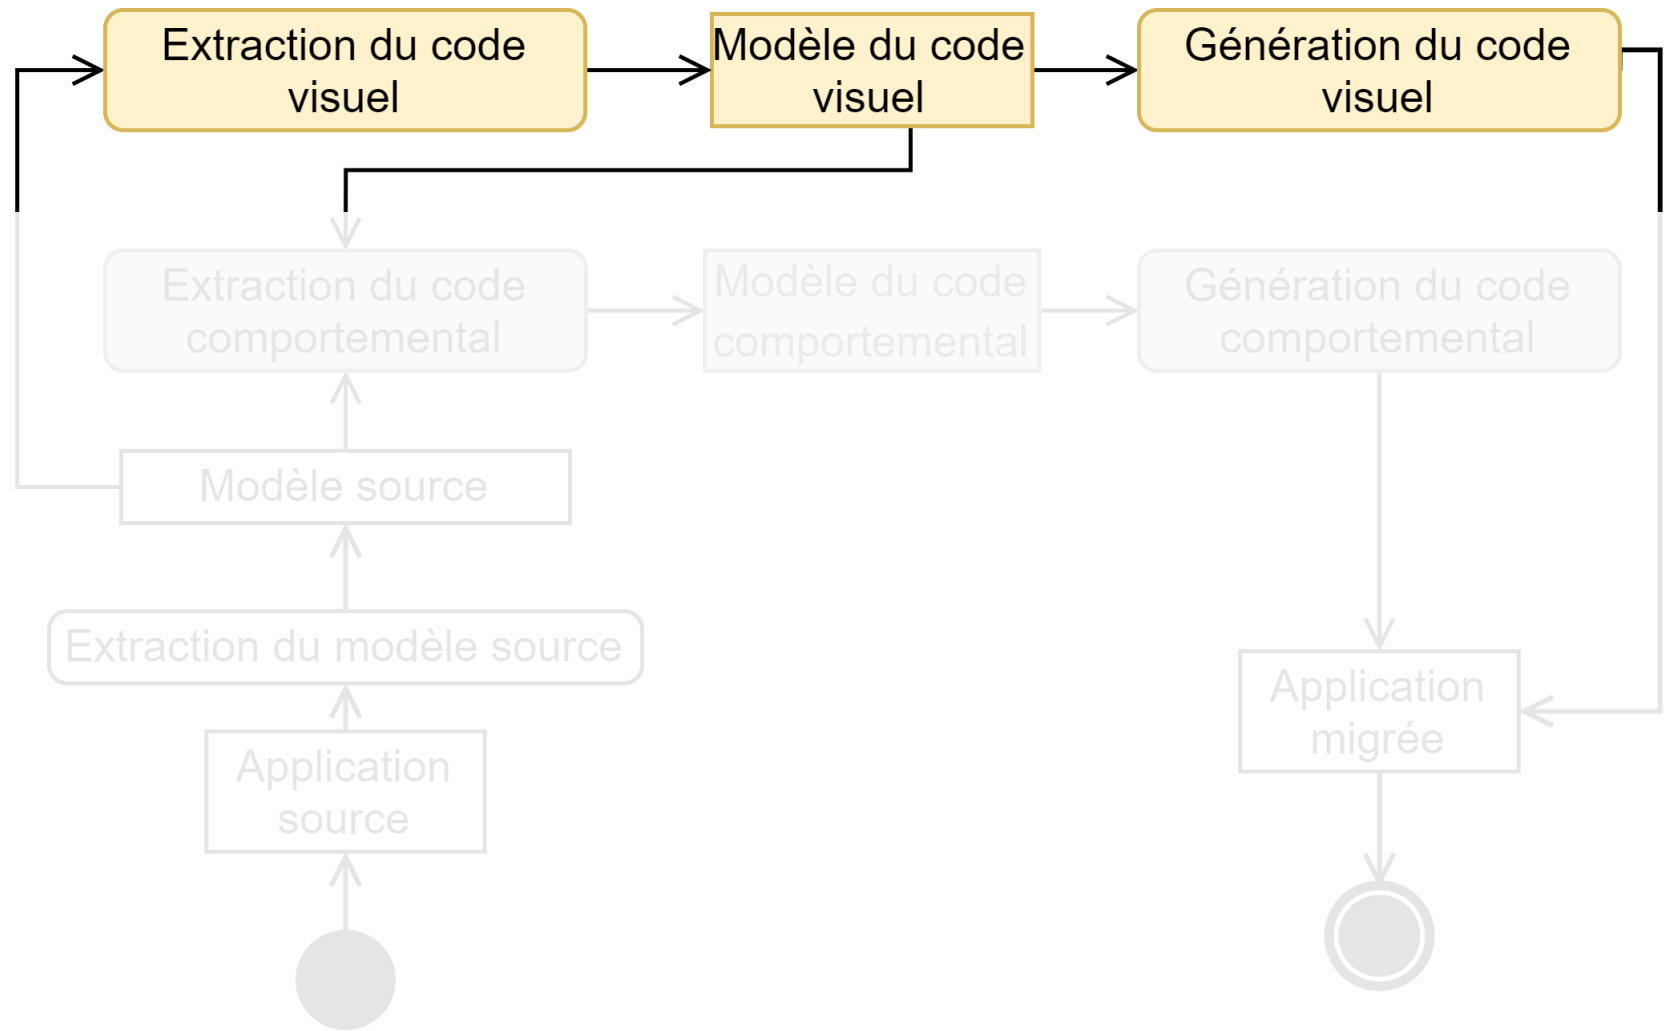 Extraction du code
visuel
Modèle du code
visuel
Génération du code
visuel
Extraction du code
comportemental
Modèle du code
comportemental
Génération du code
comportemental
Modèle source
Extraction du modèle source
Application
source
Application
migrée